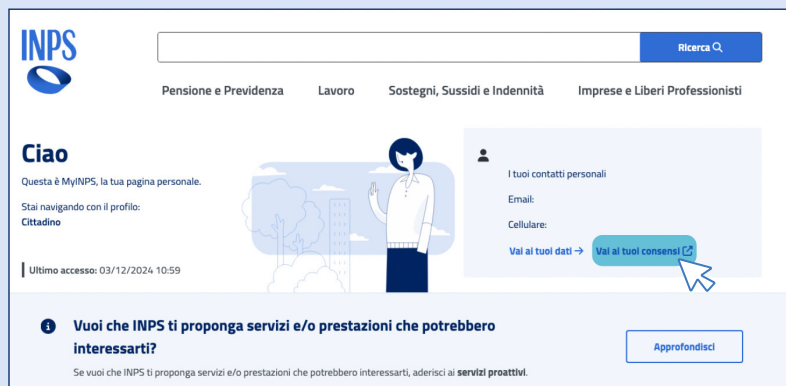 INPS
Ricerca
Pensione e Previdenza Lavoro Sostegni, Sussidi e Indennità Imprese e Liberi Professionisti
Ciao
Questa è MyINPS, la tua pagina personale.
Stai navigando con il profilo:
Cittadino
Ultimo accesso: 03/12/2024 10:59
I tuoi contatti personali
Email:
Cellulare:
Vai ai tuoi dati → Vai ai tuoi consensi
Vuoi che INPS ti proponga servizi e/o prestazioni che potrebbero
interessarti?
Se vuoi che INPS ti proponga servizi e/o prestazioni che potrebbero interessarti, aderisci ai servizi proattivi.
Approfondisci